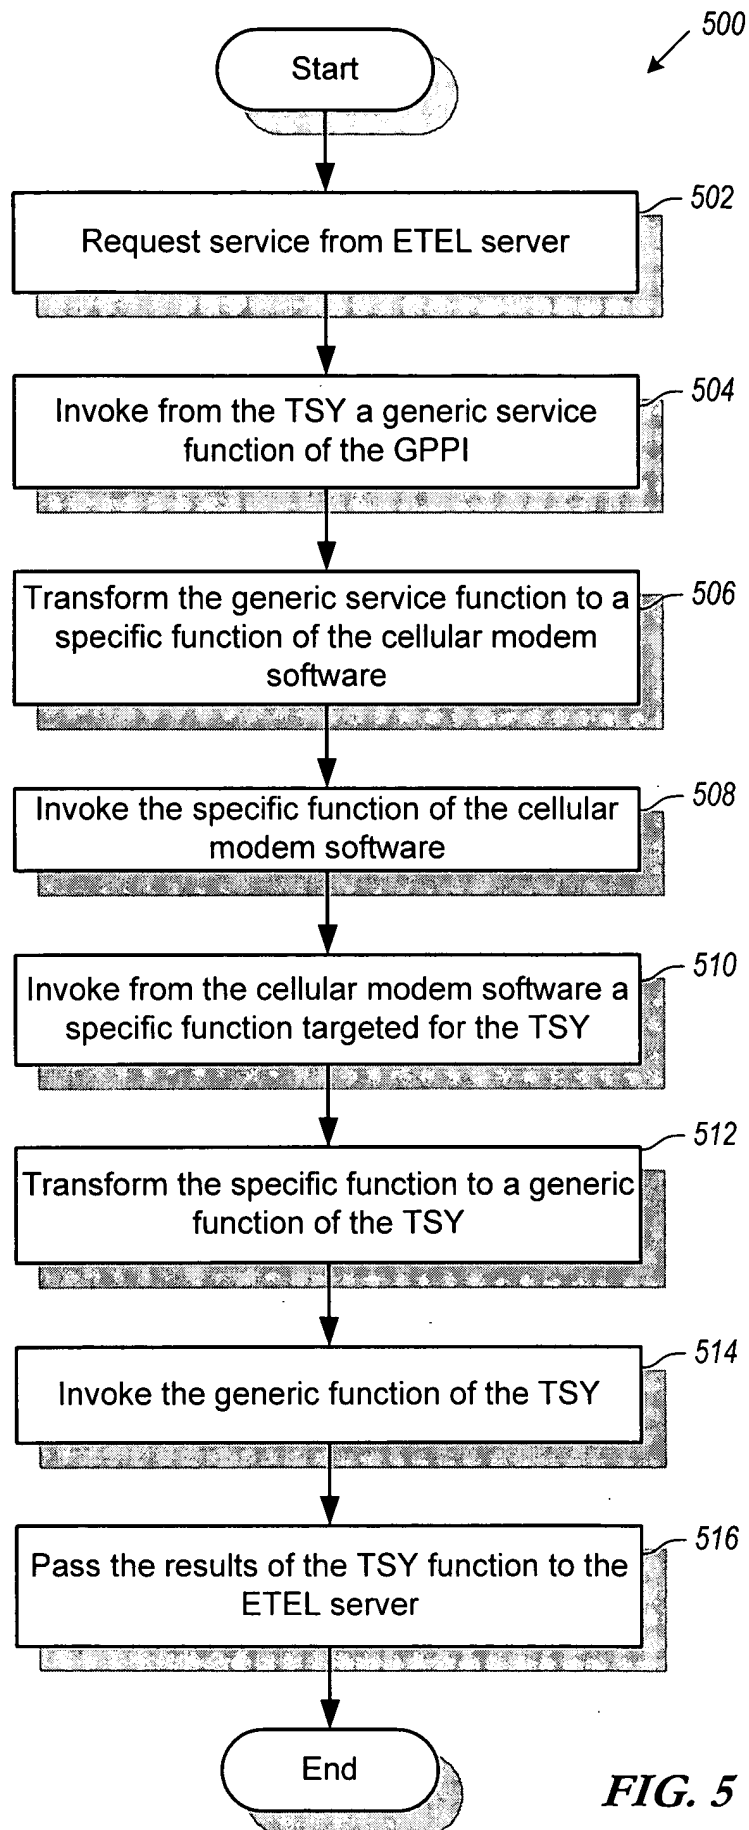 500
Start
502
Request service from ETEL server
504
Invoke from the TSY a generic service
function of the GPPI
506
Transform the generic service function to a
specific function of the cellular modem
software
508
Invoke the specific function of the cellular
modem software
510
Invoke from the cellular modem software a
specific function targeted for the TSY
512
Transform the specific function to a generic
function of the TSY
514
Invoke the generic function of the TSY
516
Pass the results of the TSY function to the
ETEL server
End
FIG. 5